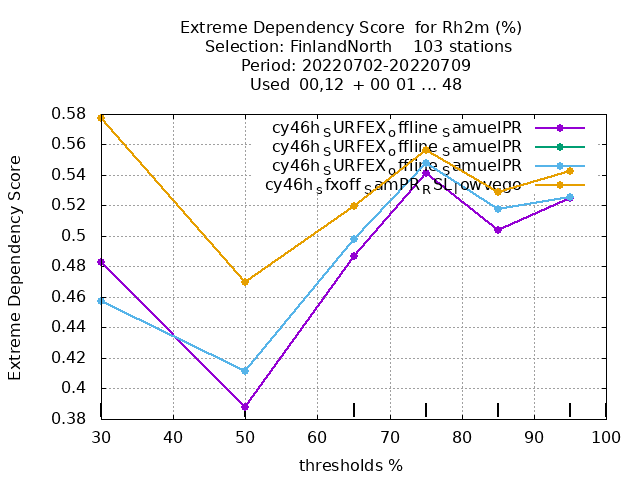 Extreme Dependency Score for Rh2m (%)
Selection: FinlandNorth 103 stations
Period: 20220702-20220709
Used 00,12 + 00 01 ... 48
Extreme Dependency Score
0.58
0.56
0.54
0.52
0.5
0.48
0.46
0.44
0.42
0.4
0.38
cy46h_SURFEX_offline_SamuelPR
cy46h_SURFEX_offline_SamuelPR
cy46h_SURFEX_offline_SamuelPR
cy46h_sfxoff_SamPR_RSL_lowvego
30 40 50 60 70 80 90 100
thresholds %